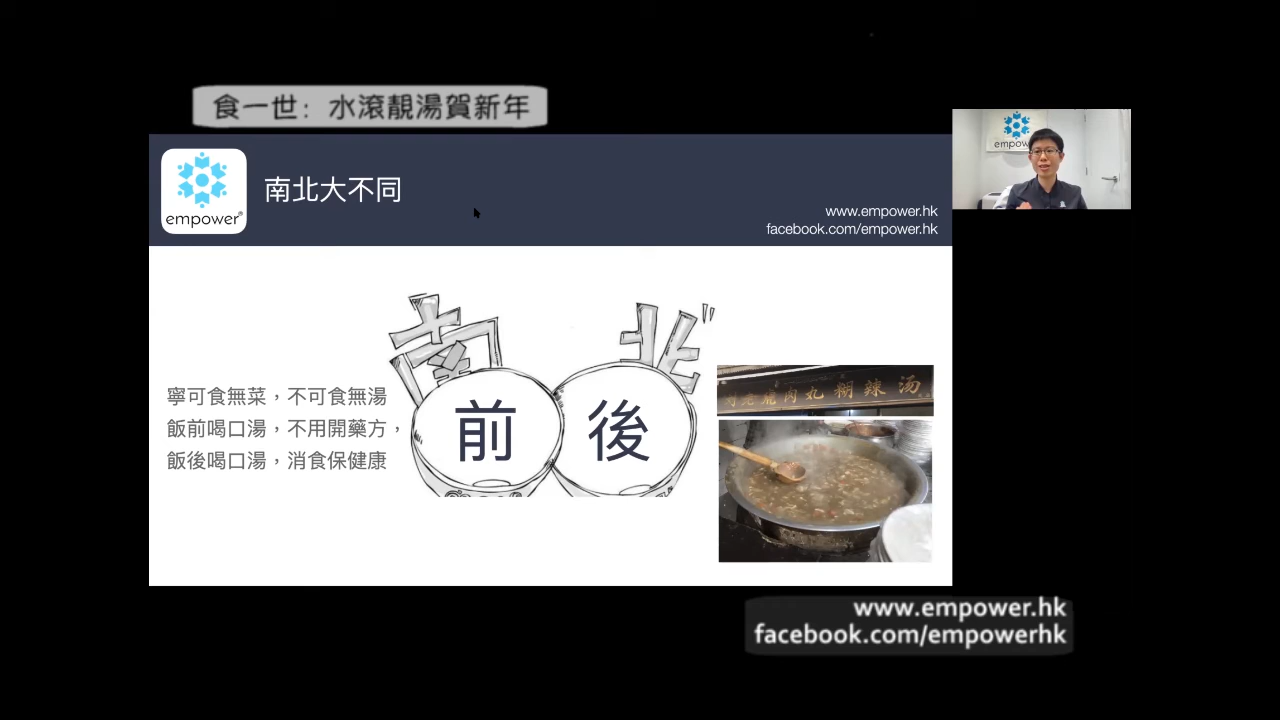 食一世：水滾靚湯賀新年
empower
南北大不同
www.empower.hk
facebook.com/empower.hk
empow
南
北
前
後
寧可食無菜，不可食無湯
飯前喝口湯，不用開藥方，
飯後喝口湯，消食保健康
肉丸糊辣汤
www.empower.hk
facebook.com/empowerhk